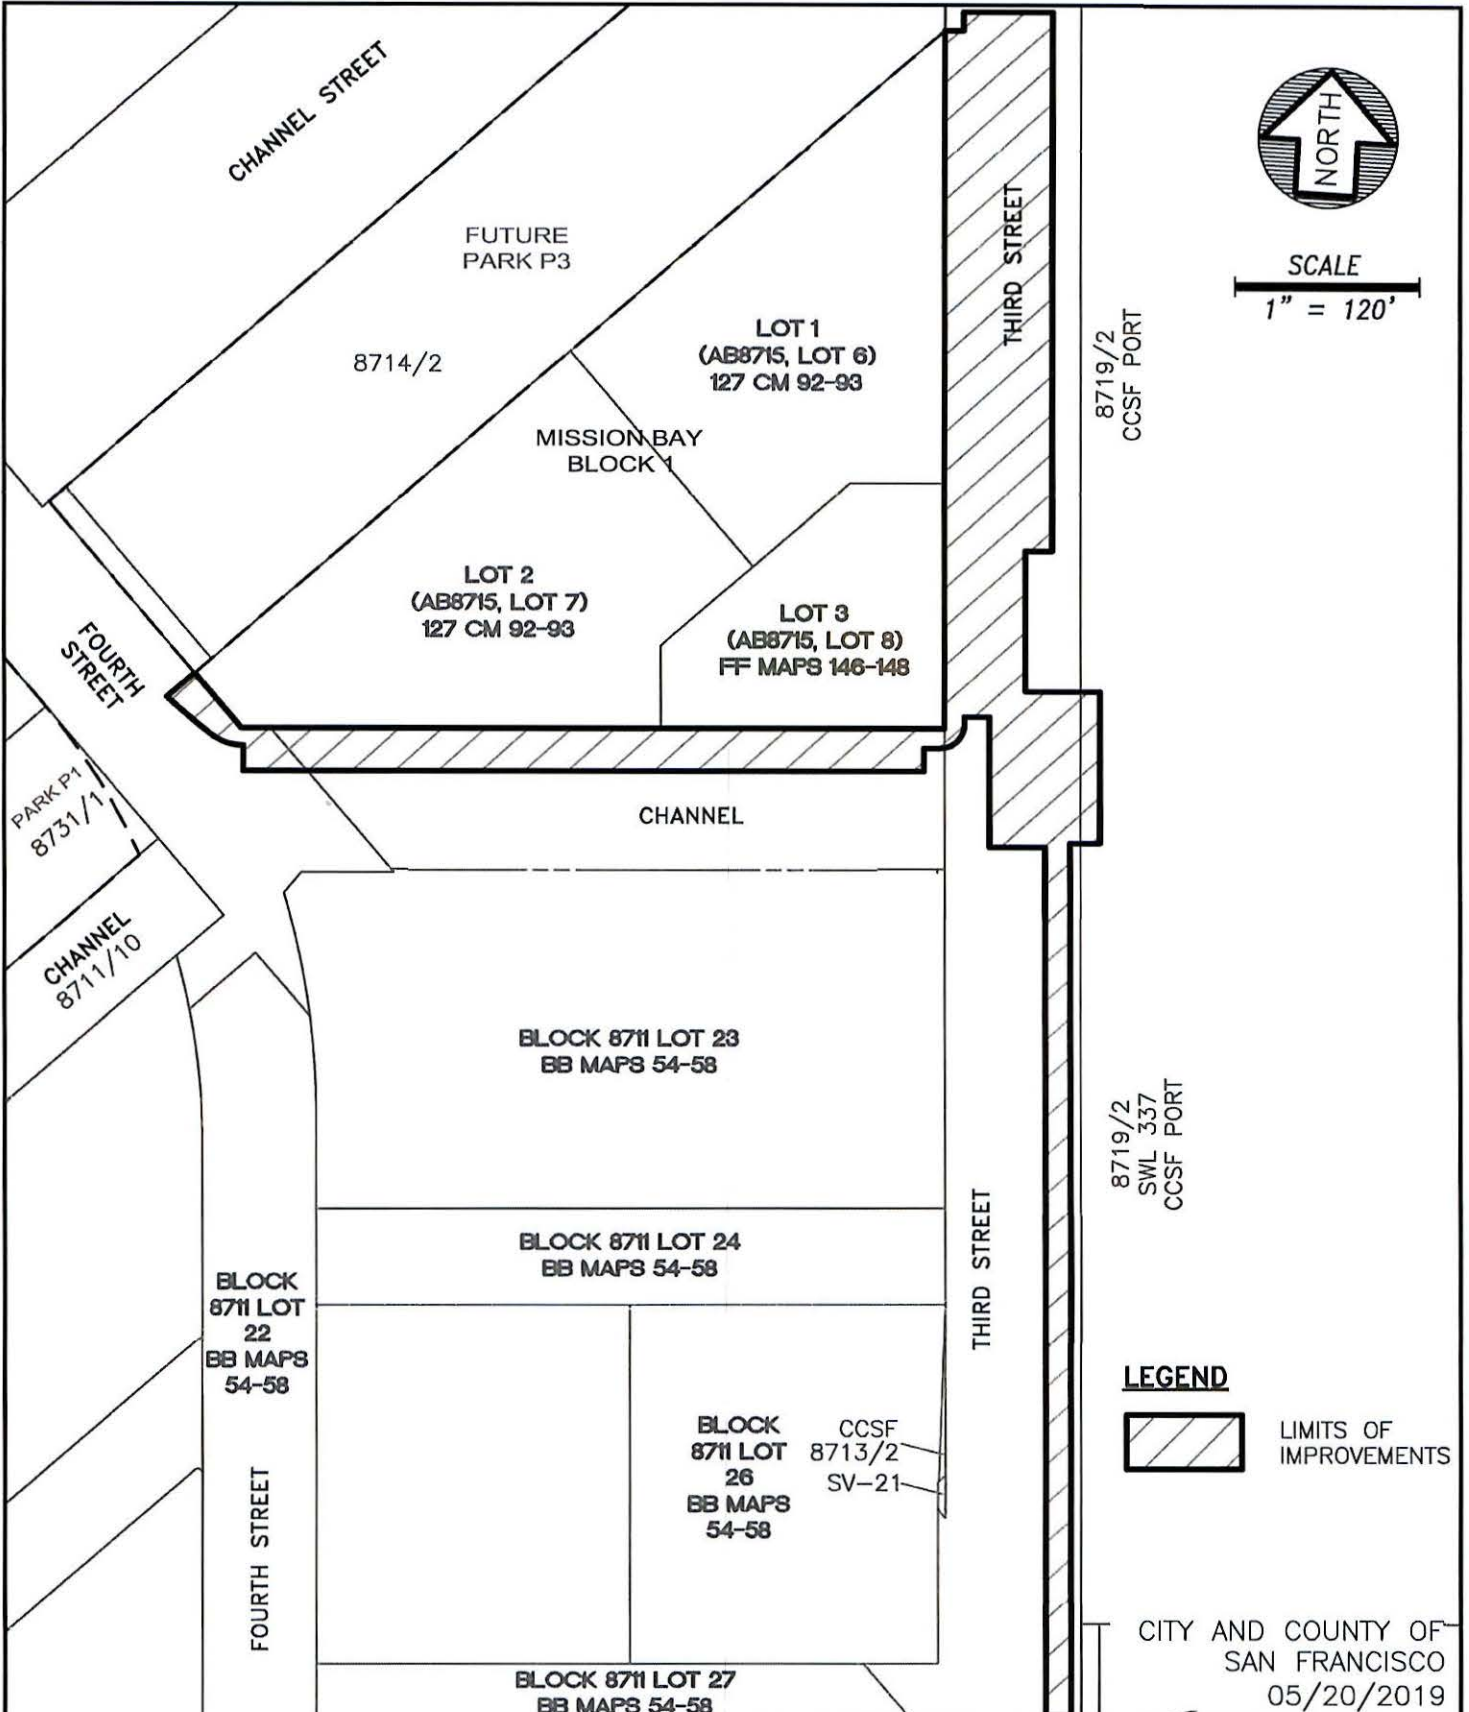 CHANNEL STREET
FUTURE
PARK P3
8714/2
LOT 1
(AB8715, LOT 6)
127 CM 92-93
THIRD STREET
NORTH
SCALE
1" = 120'
8719/2
CCSF PORT
MISSION BAY
BLOCK 1
LOT 2
(AB8715, LOT 7)
127 CM 92-93
LOT 3
(AB8715, LOT 8)
FF MAPS 146-148
FOURTH
STREET
PARK P1
8731/1
CHANNEL
CHANNEL
8711/10
BLOCK 8711 LOT 23
BB MAPS 54-58
8719/2
SWL 337
CCSF PORT
BLOCK 8711 LOT 24
BB MAPS 54-58
THIRD STREET
BLOCK
8711 LOT
22
BB MAPS
54-58
FOURTH STREET
BLOCK
8711 LOT
26
BB MAPS
54-58
CCSF
8713/2
SV-21
LEGEND
LIMITS OF
IMPROVEMENTS
BLOCK 8711 LOT 27
BB MAPS 54-58
CITY AND COUNTY OF
SAN FRANCISCO
05/20/2019